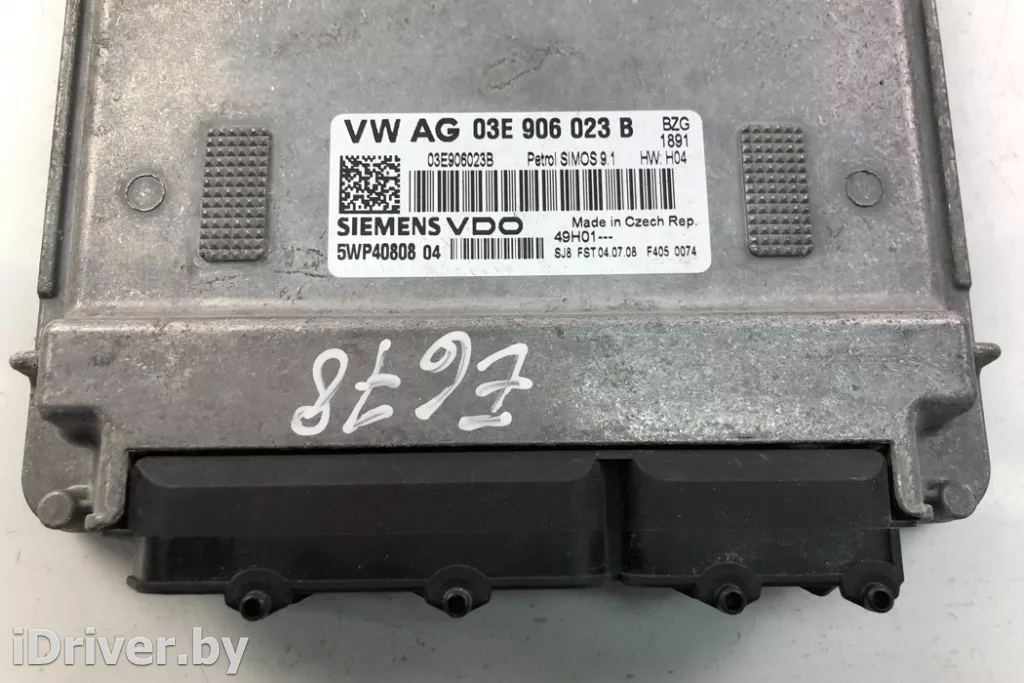 VW AG 03E 906 023 B BZG
1891
03E906023B Petrol SIMOS 9.1 HW: H04
SIEMENS VDO Made in Czech Rep.
49H01---
5WP40808 04 SJ8 FST 04.07.08 F405 0074
iDriver.by